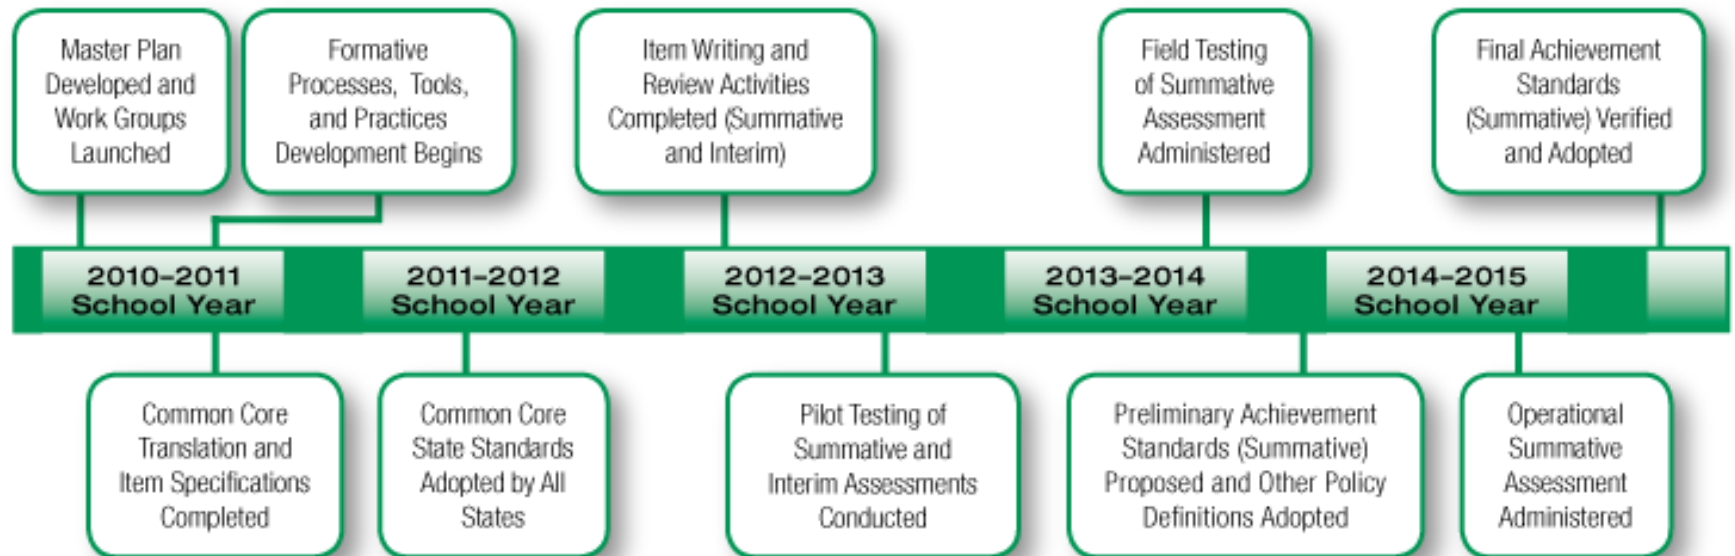 Master Plan
Developed and
Work Groups
Launched
Formative
Processes, Tools,
and Practices
Development Begins
Item Writing and
Review Activities
Completed (Summative
and Interim)
Field Testing
of Summative
Assessment
Administered
Final Achievement
Standards
(Summative) Verified
and Adopted
2010–2011
School Year
2011–2012
School Year
2012–2013
School Year
2013–2014
School Year
2014–2015
School Year
Common Core
Translation and
Item Specifications
Completed
Common Core
State Standards
Adopted by All
States
Pilot Testing of
Summative and
Interim Assessments
Conducted
Preliminary Achievement
Standards (Summative)
Proposed and Other Policy
Definitions Adopted
Operational
Summative
Assessment
Administered